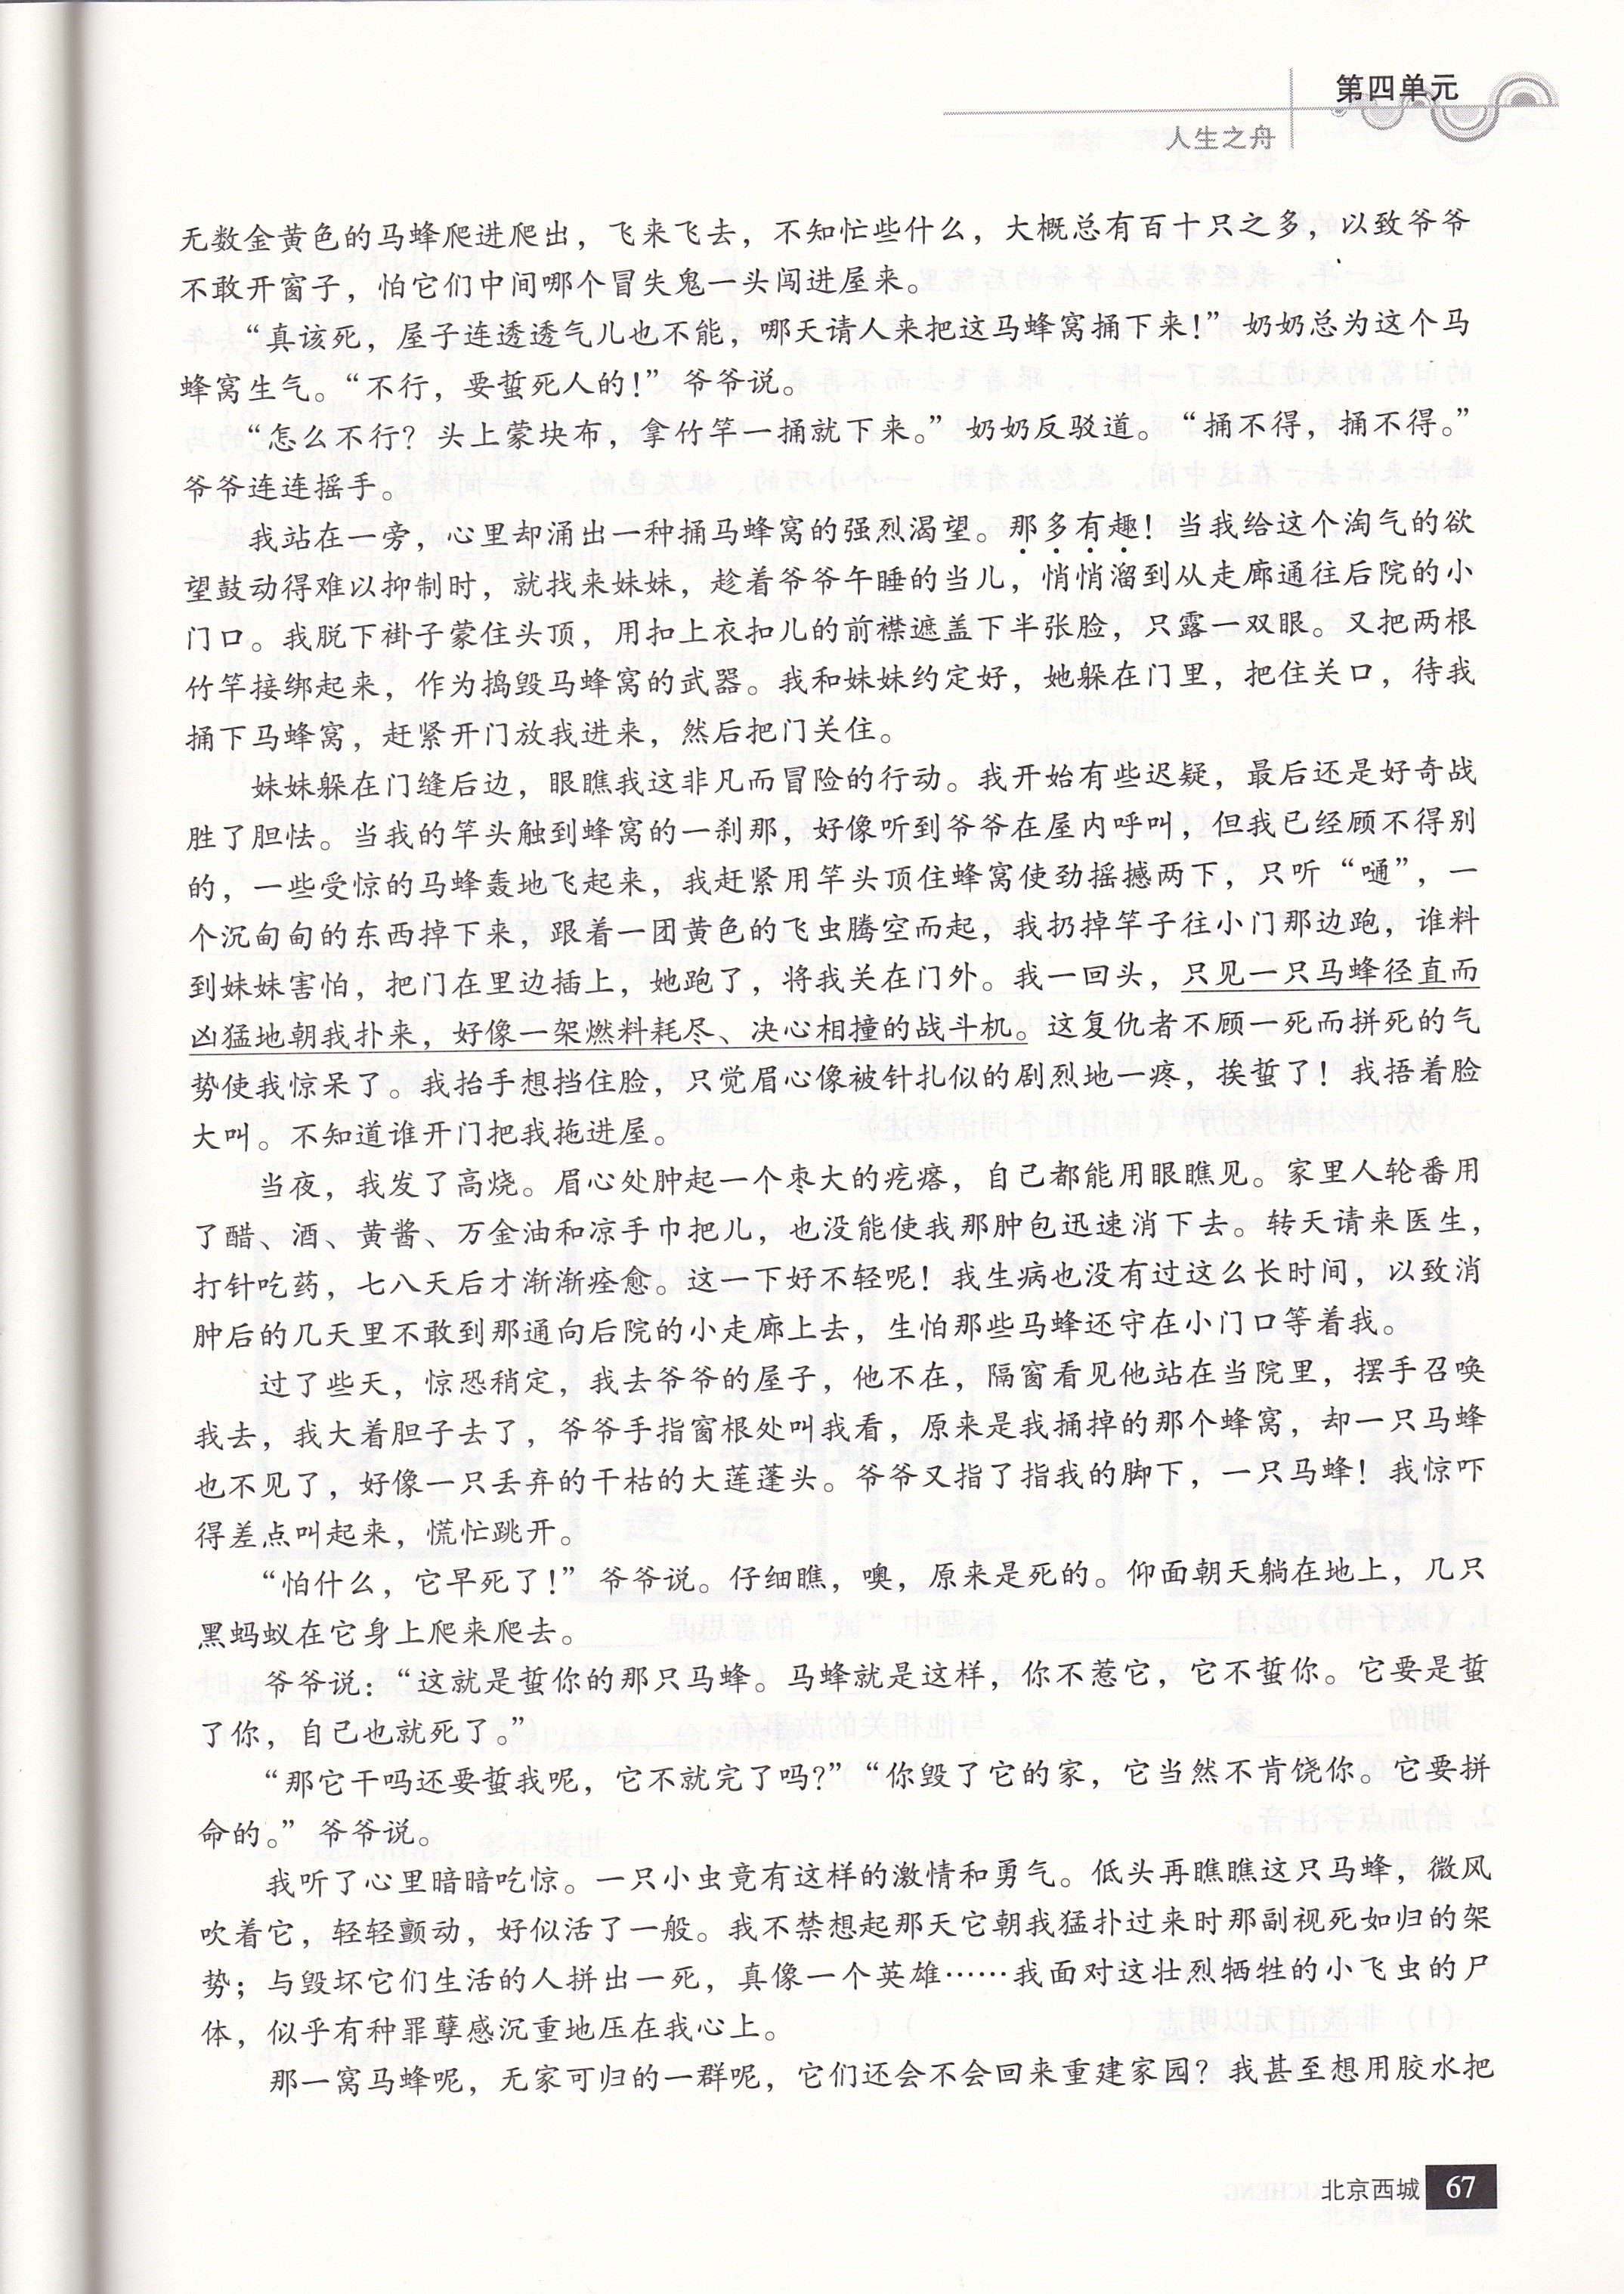 第四单元
人生之舟
无数金黄色的马蜂爬进爬出，飞来飞去，不知忙些什么，大概总有百十只之多，以致爷爷
不敢开窗子，怕它们中间哪个冒失鬼一头闯进屋来。
“真该死，屋子连透透气儿也不能，哪天请人来把这马蜂窝捅下来！”奶奶总为这个马
蜂窝生气。“不行，要蜇死人的！”爷爷说。
“怎么不行？头上蒙块布，拿竹竿一捅就下来。”奶奶反驳道。“捅不得，捅不得。”
爷爷连连摇手。
我站在一旁，心里却涌出一种捅马蜂窝的强烈渴望。那多有趣！当我给这个淘气的欲
望鼓动得难以抑制时，就找来妹妹，趁着爷爷午睡的当儿，悄悄溜到从走廊通往后院的小
门口。我脱下褂子蒙住头顶，用扣上衣扣儿的前襟遮盖下半张脸，只露一双眼。又把两根
竹竿接绑起来，作为捣毁马蜂窝的武器。我和妹妹约定好，她躲在门里，把住关口，待我
捅下马蜂窝，赶紧开门放我进来，然后把门关住。
妹妹躲在门缝后边，眼瞧我这非凡而冒险的行动。我开始有些迟疑，最后还是好奇战
胜了胆怯。当我的竿头触到蜂窝的一刹那，好像听到爷爷在屋内呼叫，但我已经顾不得别
的，一些受惊的马蜂轰地飞起来，我赶紧用竿头顶住蜂窝使劲摇撼两下，只听“嗵”，一
个沉甸甸的东西掉下来，跟着一团黄色的飞虫腾空而起，我扔掉竿子往小门那边跑，谁料
到妹妹害怕，把门在里边插上，她跑了，将我关在门外。我一回头，只见一只马蜂径直而
凶猛地朝我扑来，好像一架燃料耗尽、决心相撞的战斗机。这复仇者不顾一死而拼死的气
势使我惊呆了。我抬手想挡住脸，只觉眉心像被针扎似的剧烈地一疼，挨蜇了！我捂着脸
大叫。不知道谁开门把我拖进屋。
当夜，我发了高烧。眉心处肿起一个枣大的疙瘩，自己都能用眼瞧见。家里人轮番用
了醋、酒、黄酱、万金油和凉手巾把儿，也没能使我那肿包迅速消下去。转天请来医生，
打针吃药，七八天后才渐渐痊愈。这一下好不轻呢！我生病也没有过这么长时间，以致消
肿后的几天里不敢到那通向后院的小走廊上去，生怕那些马蜂还守在小门口等着我。
过了些天，惊恐稍定，我去爷爷的屋子，他不在，隔窗看见他站在当院里，摆手召唤
我去，我大着胆子去了，爷爷手指窗根处叫我看，原来是我捅掉的那个蜂窝，却一只马蜂
也不见了，好像一只丢弃的干枯的大莲蓬头。爷爷又指了指我的脚下，一只马蜂！我惊吓
得差点叫起来，慌忙跳开。
“怕什么，它早死了！”爷爷说。仔细瞧，噢，原来是死的。仰面朝天躺在地上，几只
黑蚂蚁在它身上爬来爬去。
爷爷说：“这就是蜇你的那只马蜂。马蜂就是这样，你不惹它，它不蜇你。它要是蜇
了你，自己也就死了。”
“那它干吗还要蜇我呢，它不就完了吗？”“你毁了它的家，它当然不肯饶你。它要拼
命的。”爷爷说。
我听了心里暗暗吃惊。一只小虫竟有这样的激情和勇气。低头再瞧瞧这只马蜂，微风
吹着它，轻轻颤动，好似活了一般。我不禁想起那天它朝我猛扑过来时那副视死如归的架
势；与毁坏它们生活的人拼出一死，真像一个英雄……我面对这壮烈牺牲的小飞虫的尸
体，似乎有种罪孽感沉重地压在我心上。
那一窝马蜂呢，无家可归的一群呢，它们还会不会回来重建家园？我甚至想用胶水把
北京西城 67